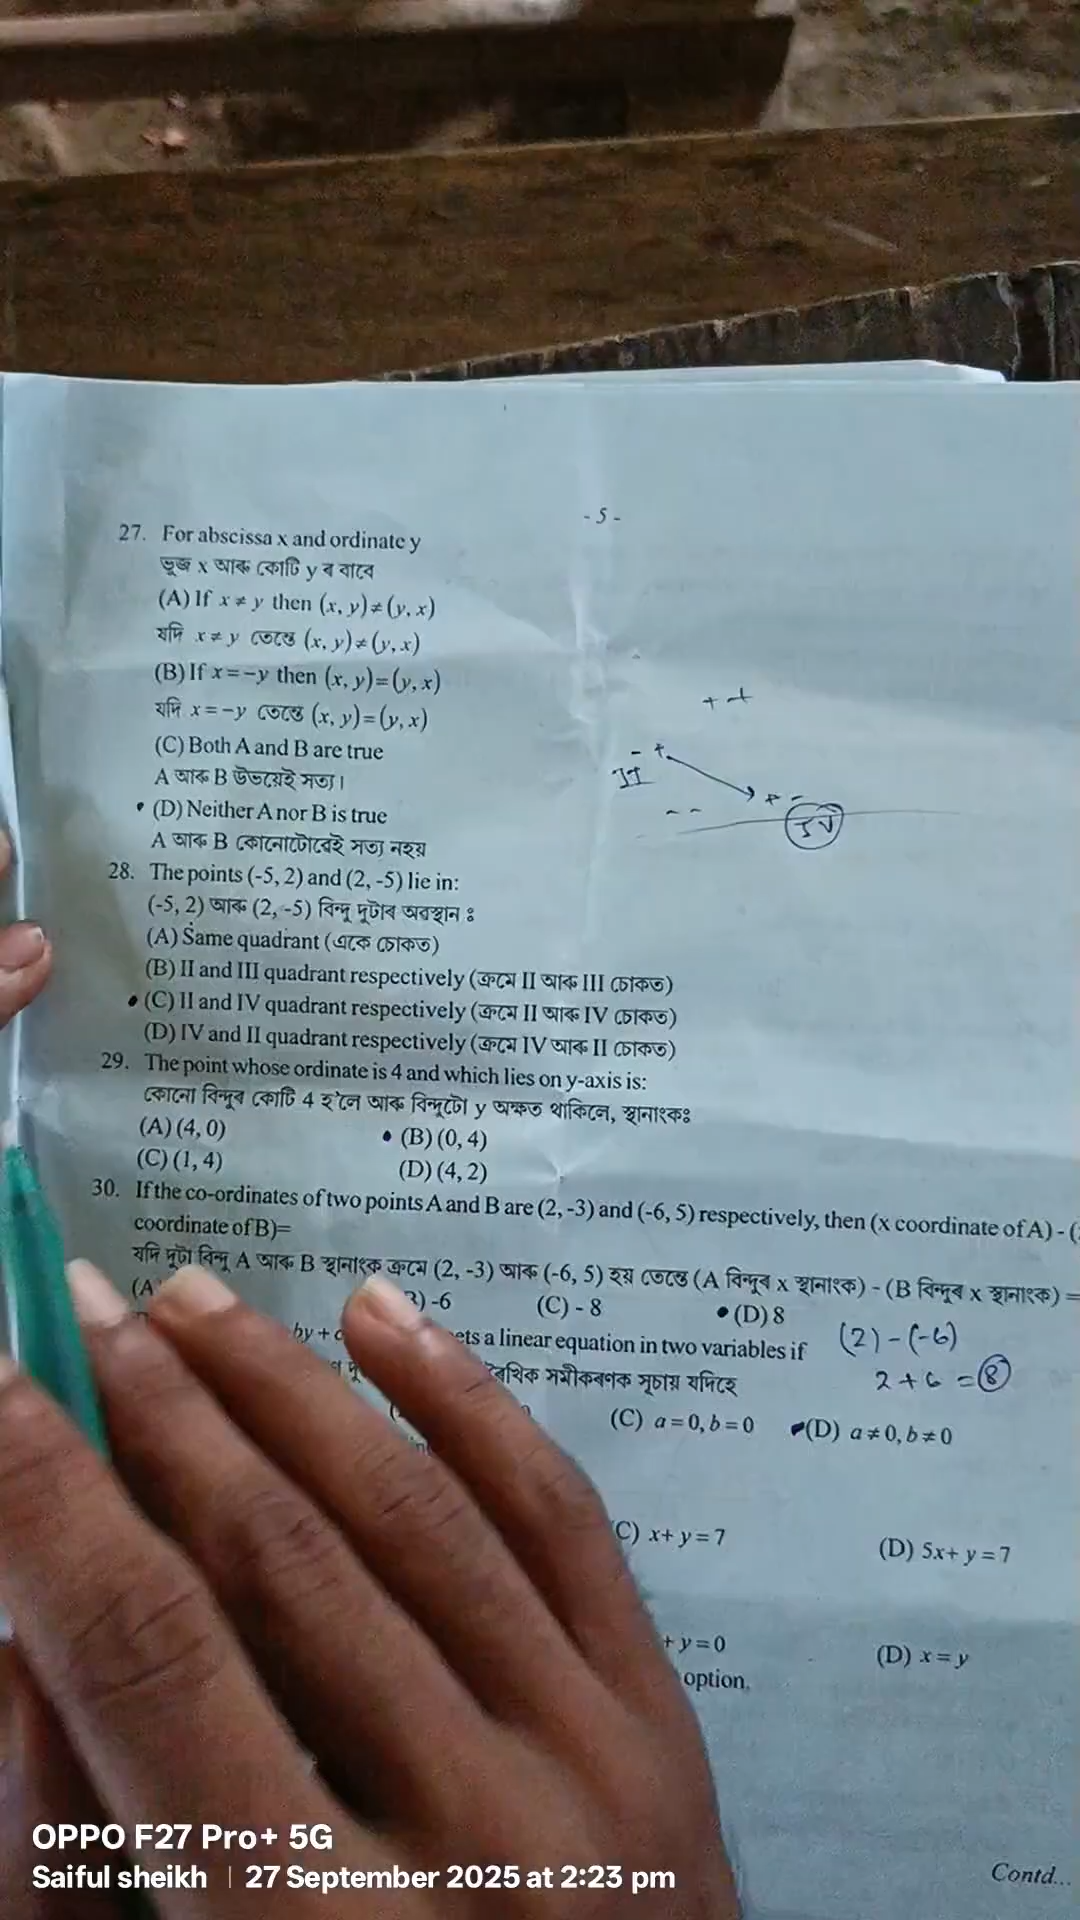 - 5 -
27. For abscissa x and ordinate y
ভূজ x আৰু কোটি y ৰ বাবে
(A) If x ≠ y then (x, y) ≠ (y, x)
যদি x ≠ y তেন্তে (x, y) ≠ (y, x)
(B) If x = −y then (x, y) = (y, x)
যদি x = −y তেন্তে (x, y) = (y, x)
(C) Both A and B are true
A আৰু B উভয়েই সত্য।
(D) Neither A nor B is true
A আৰু B কোনোটোৱেই সত্য নহয়
+ +
- +
II
+ -
- -
IV
28. The points (-5, 2) and (2, -5) lie in:
(-5, 2) আৰু (2, -5) বিন্দু দুটাৰ অৱস্থান ঃ
(A) Same quadrant (একে চোকত)
(B) II and III quadrant respectively (ক্ৰমে II আৰু III চোকত)
(C) II and IV quadrant respectively (ক্ৰমে II আৰু IV চোকত)
(D) IV and II quadrant respectively (ক্ৰমে IV আৰু II চোকত)
29. The point whose ordinate is 4 and which lies on y-axis is:
কোনো বিন্দুৰ কোটি 4 হ'লে আৰু বিন্দুটো y অক্ষত থাকিলে, স্থানাংকঃ
(A) (4, 0) (B) (0, 4)
(C) (1, 4) (D) (4, 2)
30. If the co-ordinates of two points A and B are (2, -3) and (-6, 5) respectively, then (x coordinate of A) - (
coordinate of B)=
যদি দুটা বিন্দু A আৰু B স্থানাংক ক্ৰমে (2, -3) আৰু (-6, 5) হয় তেন্তে (A বিন্দুৰ x স্থানাংক) - (B বিন্দুৰ x স্থানাংক) =
(A -6 (C) - 8 (D) 8
(2) - (-6)
2 + 6 = 8
by + a linear equation in two variables if
সমীকৰণক সূচায় যদিহে
(C) a = 0, b = 0 (D) a ≠ 0, b ≠ 0
C) x + y = 7 (D) 5x + y = 7
+ y = 0 (D) x = y
option.
Contd...
OPPO F27 Pro+ 5G
Saiful sheikh | 27 September 2025 at 2:23 pm